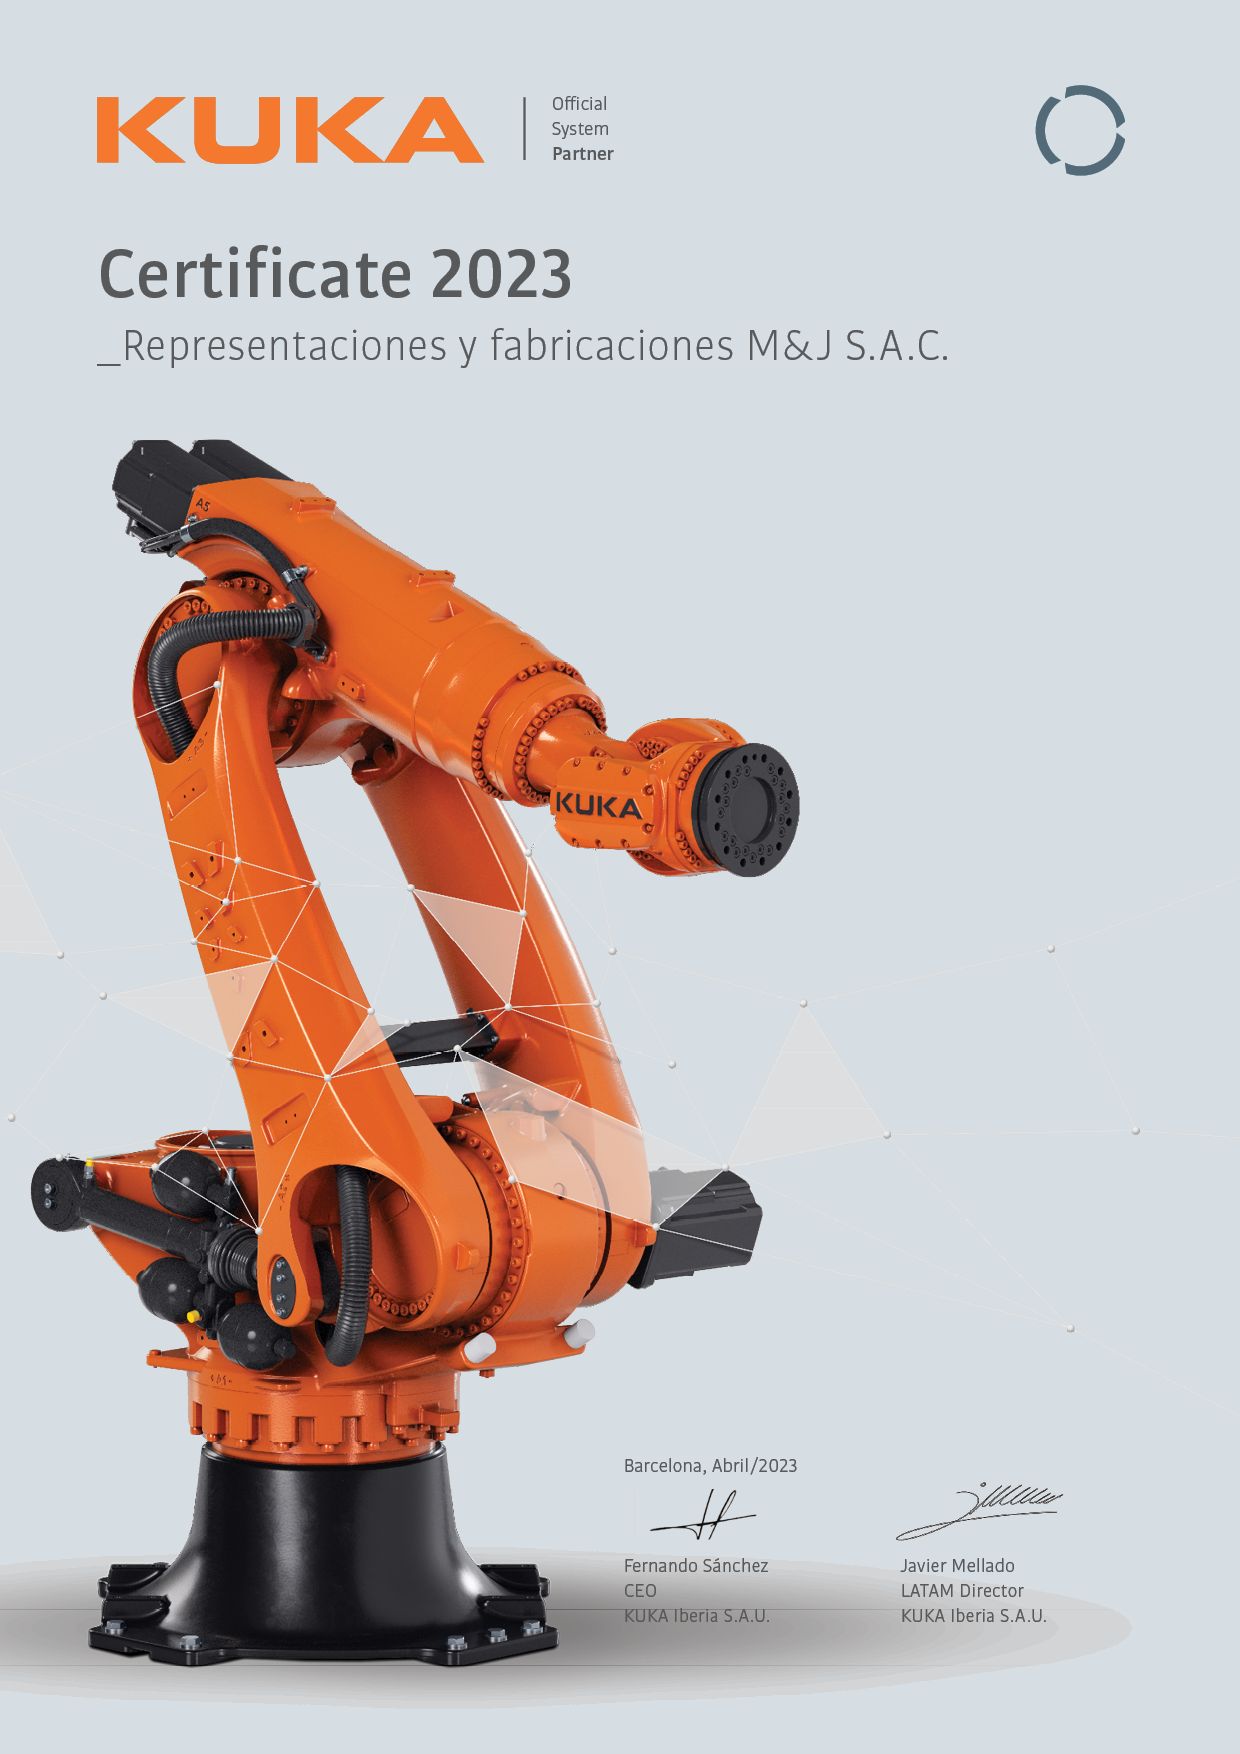 KUKA
Official
System
Partner
Certificate 2023
_Representaciones y fabricaciones M&J S.A.C.
A5
KUKA
Barcelona, Abril/2023
Fernando Sánchez
CEO
KUKA Iberia S.A.U.
Javier Mellado
LATAM Director
KUKA Iberia S.A.U.